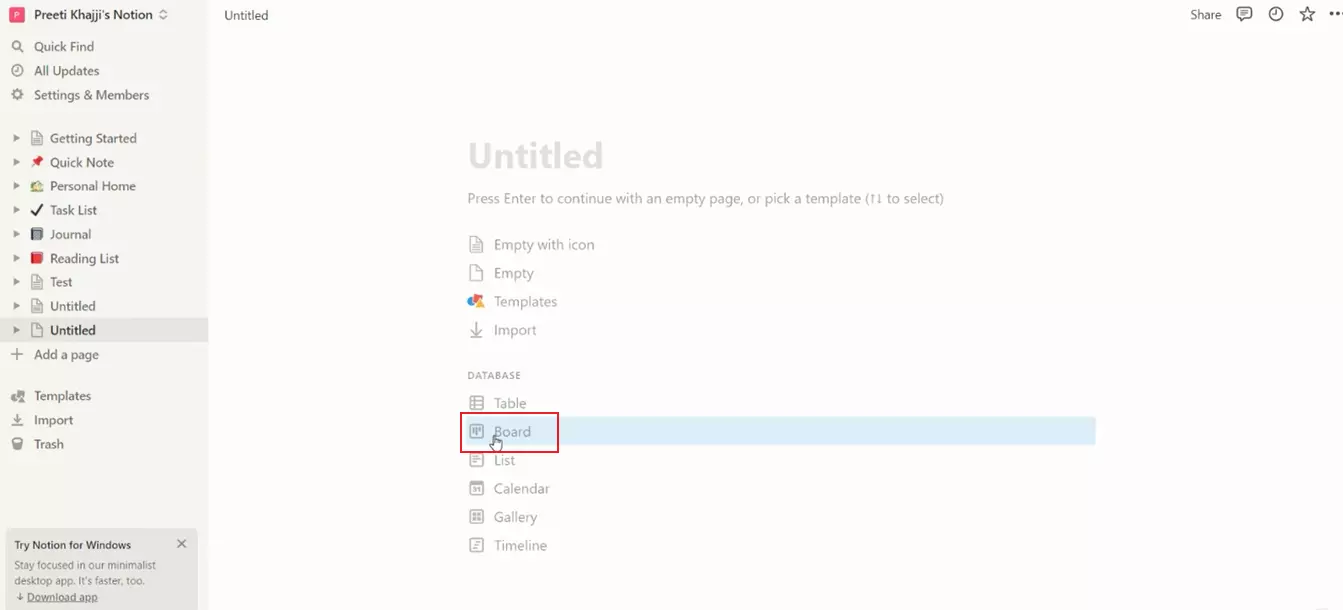 P Preeti Khajji's Notion
Untitled
Share
Quick Find
All Updates
Settings & Members
Getting Started
Quick Note
Personal Home
Task List
Journal
Reading List
Test
Untitled
Untitled
Add a page
Templates
Import
Trash
Try Notion for Windows
Stay focused in our minimalist
desktop app. It's faster, too.
Download app
Untitled
Press Enter to continue with an empty page, or pick a template (↑↓ to select)
Empty with icon
Empty
Templates
Import
DATABASE
Table
Board
List
31 Calendar
Gallery
Timeline